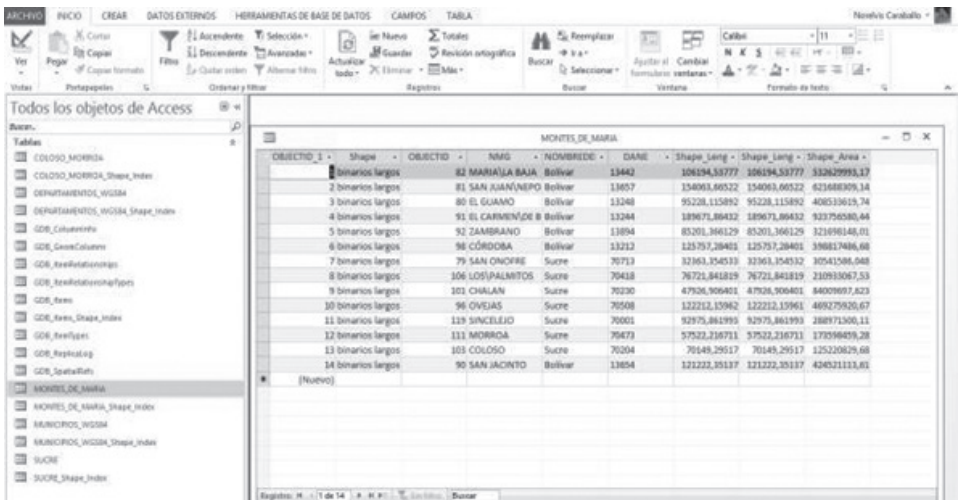 ARCHIVO INICIO CREAR DATOS EXTERNOS HERRAMIENTAS DE BASE DE DATOS CAMPOS TABLA Norelvis Caraballo
Ver Pegar Cortar Copiar Copiar formato
Filtro Ascendente Descendente Quitar orden Selección Avanzadas Alternar filtro
Actualizar todo Nuevo Guardar Eliminar Totales Revisión ortográfica Más
Buscar Reemplazar Ir a Seleccionar
Ajustar al formulario Cambiar ventanas
Calibri 11
N K S
Vistas Portapapeles Ordenar y filtrar Registros Buscar Ventana Formato de texto
Todos los objetos de Access
Buscar..
Tablas
COLOSO_MORROA
COLOSO_MORROA_Shape_Index
DEPARTAMENTOS_WGS84
DEPARTAMENTOS_WGS84_Shape_Index
GDB_ColumnInfo
GDB_GeomColumns
GDB_ItemRelationships
GDB_ItemRelationshipTypes
GDB_Items
GDB_Items_Shape_Index
GDB_ItemTypes
GDB_ReplicaLog
GDB_SpatialRefs
MONTES_DE_MARIA
MONTES_DE_MARIA_Shape_Index
MUNICIPIOS_WGS84
MUNICIPIOS_WGS84_Shape_Index
SUCRE
SUCRE_Shape_Index
MONTES_DE_MARIA
OBJECTID_1 Shape OBJECTID NMG NOMBREDE DANE Shape_Leng Shape_Leng Shape_Area
1 binarios largos 82 MARIA\LA BAJA Bolívar 13442 106194,53777 106194,53777 532629993,17
2 binarios largos 81 SAN JUAN\NEPO Bolívar 13657 154063,66522 154063,66522 621688309,14
3 binarios largos 80 EL GUAMO Bolívar 13248 95228,115892 95228,115892 408533619,74
4 binarios largos 91 EL CARMEN\DE B Bolívar 13244 189671,86432 189671,86432 923756580,44
5 binarios largos 92 ZAMBRANO Bolívar 13894 85201,366129 85201,366129 321698148,01
6 binarios largos 98 CÓRDOBA Bolívar 13212 125757,28401 125757,28401 598817486,68
7 binarios largos 79 SAN ONOFRE Sucre 70713 32363,354533 32363,354532 30541586,048
8 binarios largos 106 LOS\PALMITOS Sucre 70418 76721,841819 76721,841819 210933067,53
9 binarios largos 101 CHALAN Sucre 70230 47926,906401 47926,906401 84009697,823
10 binarios largos 96 OVEJAS Sucre 70508 122212,15962 122212,15961 469275920,67
11 binarios largos 119 SINCELEJO Sucre 70001 92975,861993 92975,861993 288971500,11
12 binarios largos 111 MORROA Sucre 70473 57522,216711 57522,216711 173598459,28
13 binarios largos 103 COLOSO Sucre 70204 70149,29517 70149,29517 125220829,68
14 binarios largos 90 SAN JACINTO Bolívar 13654 121222,35137 121222,35137 424521113,61
(Nuevo)
Registro: 1 de 14 Sin filtro Buscar